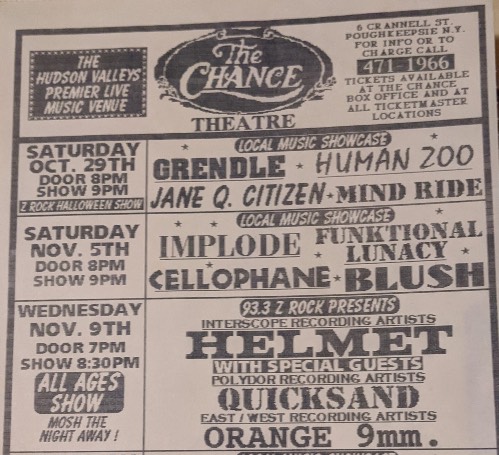 THE
HUDSON VALLEYS
PREMIER LIVE
MUSIC VENUE
The
CHANCE
THEATRE
6 CRANNELL ST.
POUGHKEEPSIE N.Y.
FOR INFO OR TO
CHARGE CALL
471-1966
TICKETS AVAILABLE
AT THE CHANCE
BOX OFFICE AND AT
ALL TICKETMASTER
LOCATIONS
SATURDAY
OCT. 29TH
DOOR 8PM
SHOW 9PM
Z ROCK HALLOWEEN SHOW
LOCAL MUSIC SHOWCASE
GRENDLE * HUMAN ZOO
JANE Q. CITIZEN * MIND RIDE
SATURDAY
NOV. 5TH
DOOR 8PM
SHOW 9PM
LOCAL MUSIC SHOWCASE
IMPLODE * FUNKTIONAL
LUNACY
CELLOPHANE * BLUSH
WEDNESDAY
NOV. 9TH
DOOR 7PM
SHOW 8:30PM
ALL AGES
SHOW
MOSH THE
NIGHT AWAY !
93.3 Z ROCK PRESENTS
INTERSCOPE RECORDING ARTISTS
HELMET
WITH SPECIAL GUESTS
POLYDOR RECORDING ARTISTS
QUICKSAND
EAST / WEST RECORDING ARTISTS
ORANGE 9mm.
LOCAL MUSIC SHOWCASE